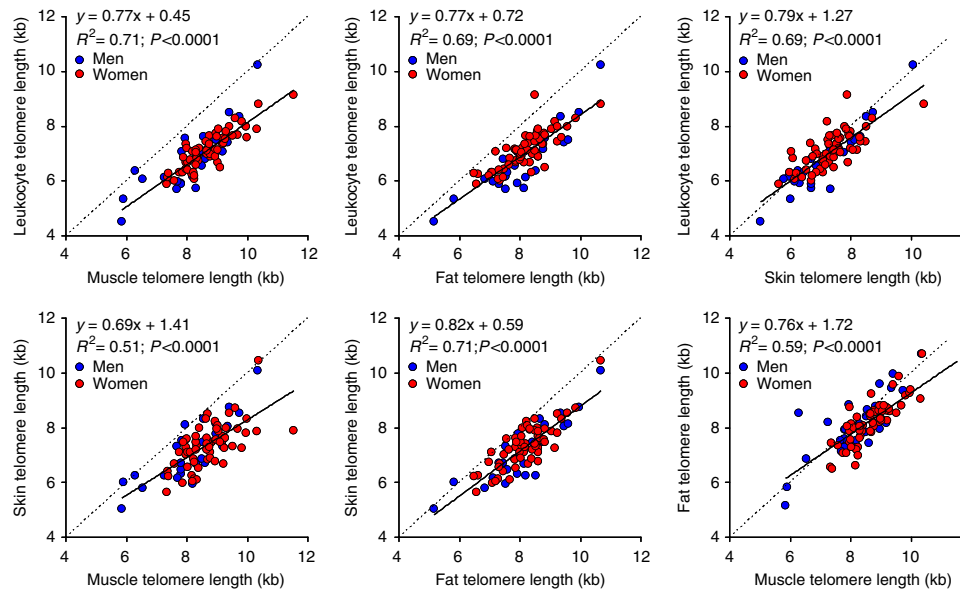 y = 0.77x + 0.45
R²= 0.71; P<0.0001
Men
Women
12
10
8
6
4
4 6 8 10 12
Leukocyte telomere length (kb)
Muscle telomere length (kb)
y = 0.77x + 0.72
R²= 0.69; P<0.0001
Men
Women
12
10
8
6
4
4 6 8 10 12
Leukocyte telomere length (kb)
Fat telomere length (kb)
y = 0.79x + 1.27
R²= 0.69; P<0.0001
Men
Women
12
10
8
6
4
4 6 8 10
Leukocyte telomere length (kb)
Skin telomere length (kb)
y = 0.69x + 1.41
R²= 0.51; P<0.0001
Men
Women
12
10
8
6
4
4 6 8 10 12
Skin telomere length (kb)
Muscle telomere length (kb)
y = 0.82x + 0.59
R²= 0.71;P<0.0001
Men
Women
12
10
8
6
4
4 6 8 10 12
Skin telomere length (kb)
Fat telomere length (kb)
y = 0.76x + 1.72
R²= 0.59; P<0.0001
Men
Women
12
10
8
6
4
4 6 8 10
Fat telomere length (kb)
Muscle telomere length (kb)